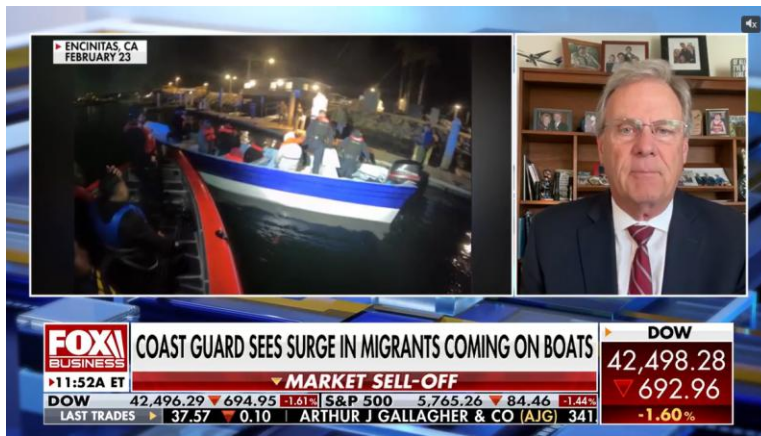 ENCINITAS, CA
FEBRUARY 23
FOX
BUSINESS
11:52A ET
COAST GUARD SEES SURGE IN MIGRANTS COMING ON BOATS
MARKET SELL-OFF
DOW
42,498.28
692.96
-1.60%
DOW 42,496.29 694.95 -1.61% S&P 500 5,765.26 84.46 -1.44%
LAST TRADES 37.57 0.10 ARTHUR J GALLAGHER & CO (AJG) 341.